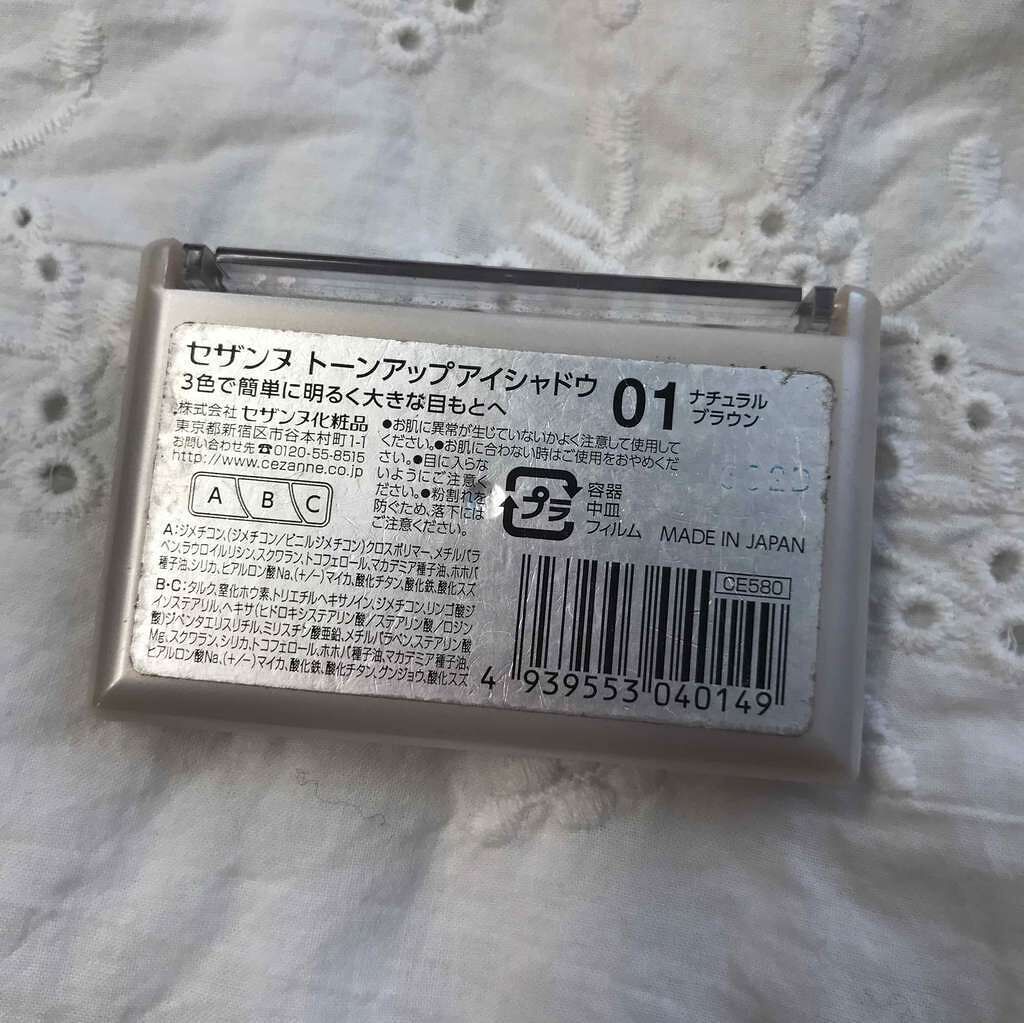 セザンヌ トーンアップアイシャドウ
3色で簡単に明るく大きな目もとへ
01 ナチュラル
ブラウン
株式会社 セザンヌ化粧品
東京都新宿区市谷本村町1-1
お問い合わせ先☎0120-55-8515
http://www.cezanne.co.jp
A B C
●お肌に異常が生じていないかよく注意して使用して
ください。●お肌に合わない時はご使用をおやめくだ
さい。●目に入らな
いようにご注意く
ださい。●粉割れを
防ぐため、落下には
ご注意ください。
プラ
容器
中皿
フィルム
MADE IN JAPAN
A:ジメチコン,(ジメチコン/ビニルジメチコン)クロスポリマー,メチルパラ
ベン,ラウロイルリシン,スクワラン,トコフェロール,マカデミア種子油,ホホバ
種子油,シリカ,ヒアルロン酸Na,(+/−)マイカ,酸化チタン,酸化鉄,酸化スズ
B・C:タルク,窒化ホウ素,トリエチルヘキサノイン,ジメチコン,リンゴ酸ジ
イソステアリル,ヘキサ(ヒドロキシステアリン酸/ステアリン酸/ロジン
酸)ジペンタエリスリチル,ミリスチン酸亜鉛,メチルパラベン,ステアリン酸
Mg,スクワラン,シリカ,トコフェロール,ホホバ種子油,マカデミア種子油,
ヒアルロン酸Na,(+/−)マイカ,酸化鉄,酸化チタン,グンジョウ,酸化スズ
CE580
4 939553 040149